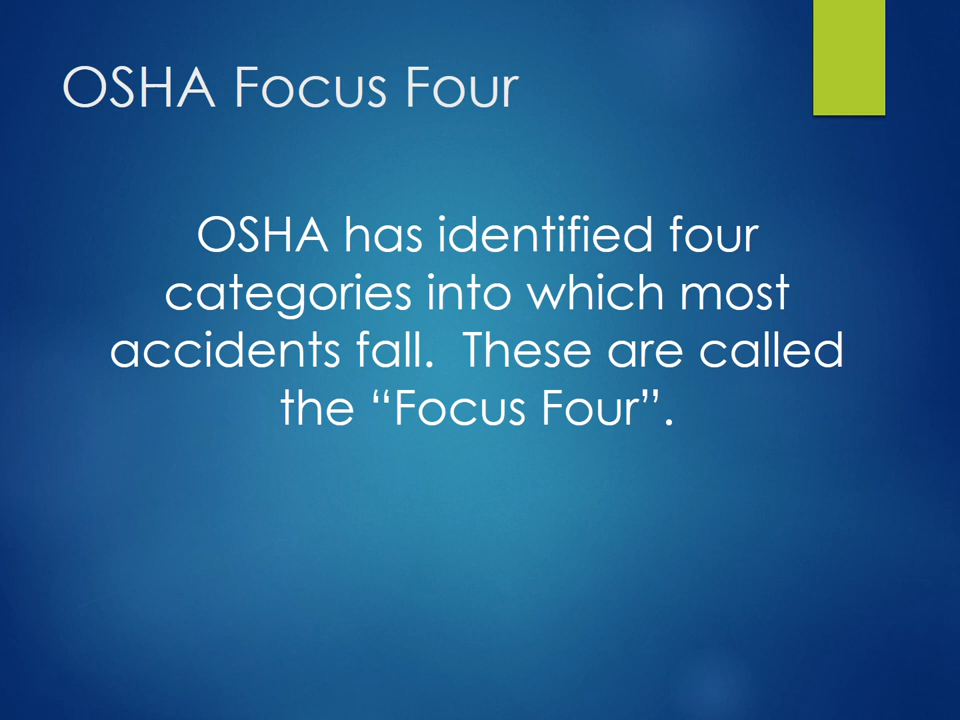 OSHA Focus Four
OSHA has identified four
categories into which most
accidents fall.  These are called
the “Focus Four”.